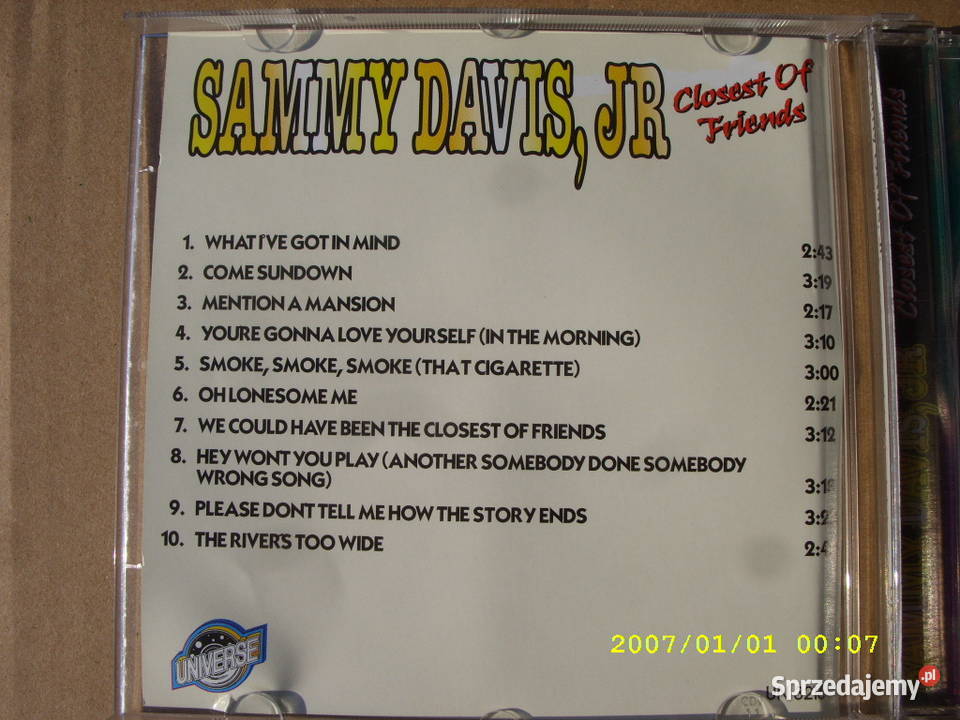 SAMMY DAVIS, JR
Closest Of
Friends
1. WHAT I'VE GOT IN MIND 2:43
2. COME SUNDOWN 3:19
3. MENTION A MANSION 2:17
4. YOURE GONNA LOVE YOURSELF (IN THE MORNING) 3:10
5. SMOKE, SMOKE, SMOKE (THAT CIGARETTE) 3:00
6. OH LONESOME ME 2:21
7. WE COULD HAVE BEEN THE CLOSEST OF FRIENDS 3:12
8. HEY WONT YOU PLAY (ANOTHER SOMEBODY DONE SOMEBODY
WRONG SONG)
9. PLEASE DONT TELL ME HOW THE STORY ENDS
10. THE RIVER'S TOO WIDE
UNIVERSE
2007/01/01 00:07
Sprzedajemy.pl
Closest Of Friends